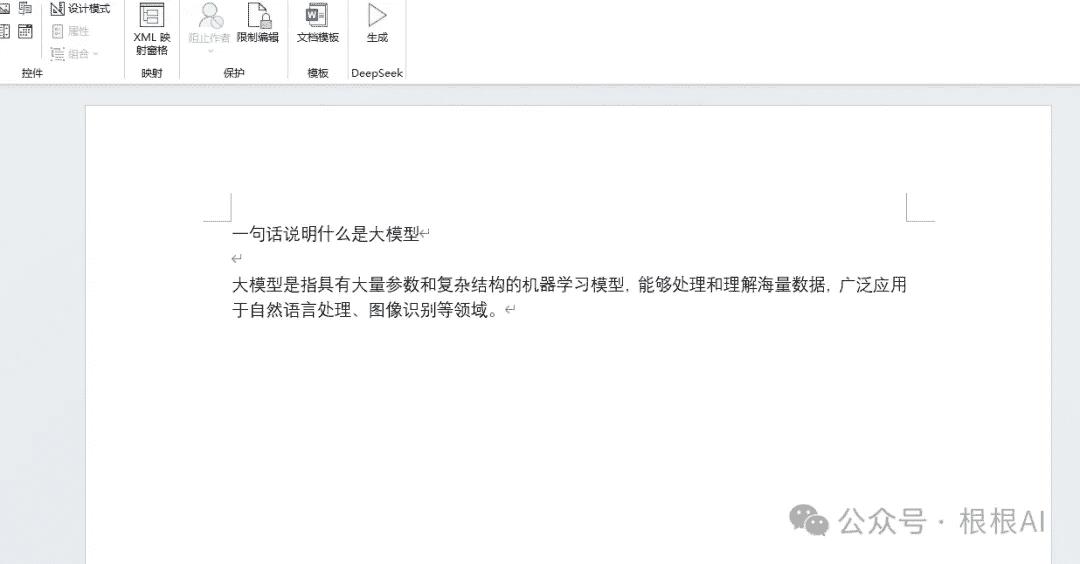 设计模式
属性
组合
控件
XML 映
射窗格
映射
阻止作者
限制编辑
保护
文档模板
模板
生成
DeepSeek
一句话说明什么是大模型
大模型是指具有大量参数和复杂结构的机器学习模型，能够处理和理解海量数据，广泛应用
于自然语言处理、图像识别等领域。
公众号 · 根根AI